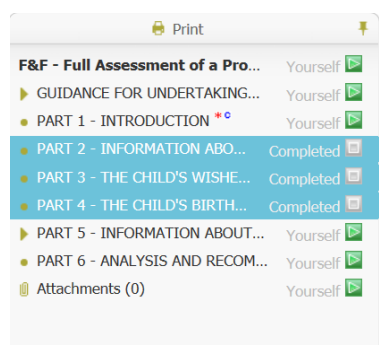 Print
F&F - Full Assessment of a Pro... Yourself
GUIDANCE FOR UNDERTAKING... Yourself
PART 1 - INTRODUCTION *c Yourself
PART 2 - INFORMATION ABO... Completed
PART 3 - THE CHILD'S WISHE... Completed
PART 4 - THE CHILD'S BIRTH... Completed
PART 5 - INFORMATION ABOUT... Yourself
PART 6 - ANALYSIS AND RECOM... Yourself
Attachments (0) Yourself